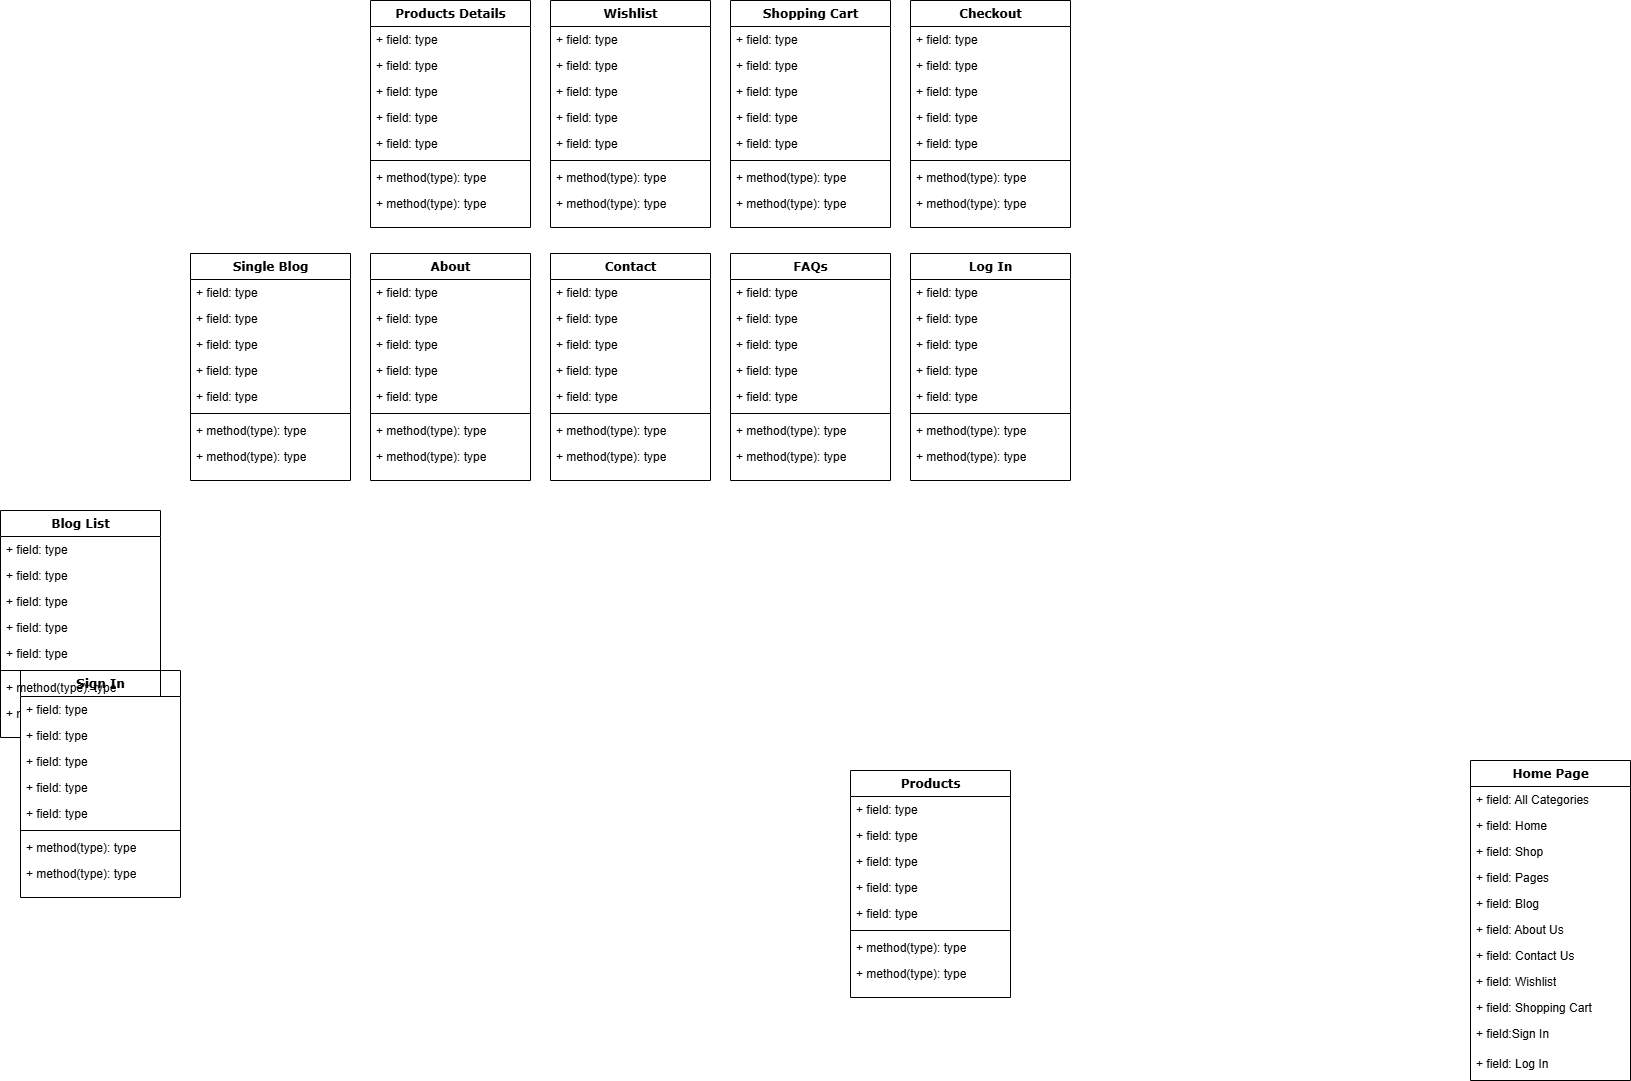 Products Details
+ field: type
+ field: type
+ field: type
+ field: type
+ field: type
+ method(type): type
+ method(type): type
Wishlist
+ field: type
+ field: type
+ field: type
+ field: type
+ field: type
+ method(type): type
+ method(type): type
Shopping Cart
+ field: type
+ field: type
+ field: type
+ field: type
+ field: type
+ method(type): type
+ method(type): type
Checkout
+ field: type
+ field: type
+ field: type
+ field: type
+ field: type
+ method(type): type
+ method(type): type
Single Blog
+ field: type
+ field: type
+ field: type
+ field: type
+ field: type
+ method(type): type
+ method(type): type
About
+ field: type
+ field: type
+ field: type
+ field: type
+ field: type
+ method(type): type
+ method(type): type
Contact
+ field: type
+ field: type
+ field: type
+ field: type
+ field: type
+ method(type): type
+ method(type): type
FAQs
+ field: type
+ field: type
+ field: type
+ field: type
+ field: type
+ method(type): type
+ method(type): type
Log In
+ field: type
+ field: type
+ field: type
+ field: type
+ field: type
+ method(type): type
+ method(type): type
Blog List
+ field: type
+ field: type
+ field: type
+ field: type
+ field: type
+ method(type): type
+
Sign In
+ field: type
+ field: type
+ field: type
+ field: type
+ field: type
+ method(type): type
+ method(type): type
Products
+ field: type
+ field: type
+ field: type
+ field: type
+ field: type
+ method(type): type
+ method(type): type
Home Page
+ field: All Categories
+ field: Home
+ field: Shop
+ field: Pages
+ field: Blog
+ field: About Us
+ field: Contact Us
+ field: Wishlist
+ field: Shopping Cart
+ field:Sign In
+ field: Log In